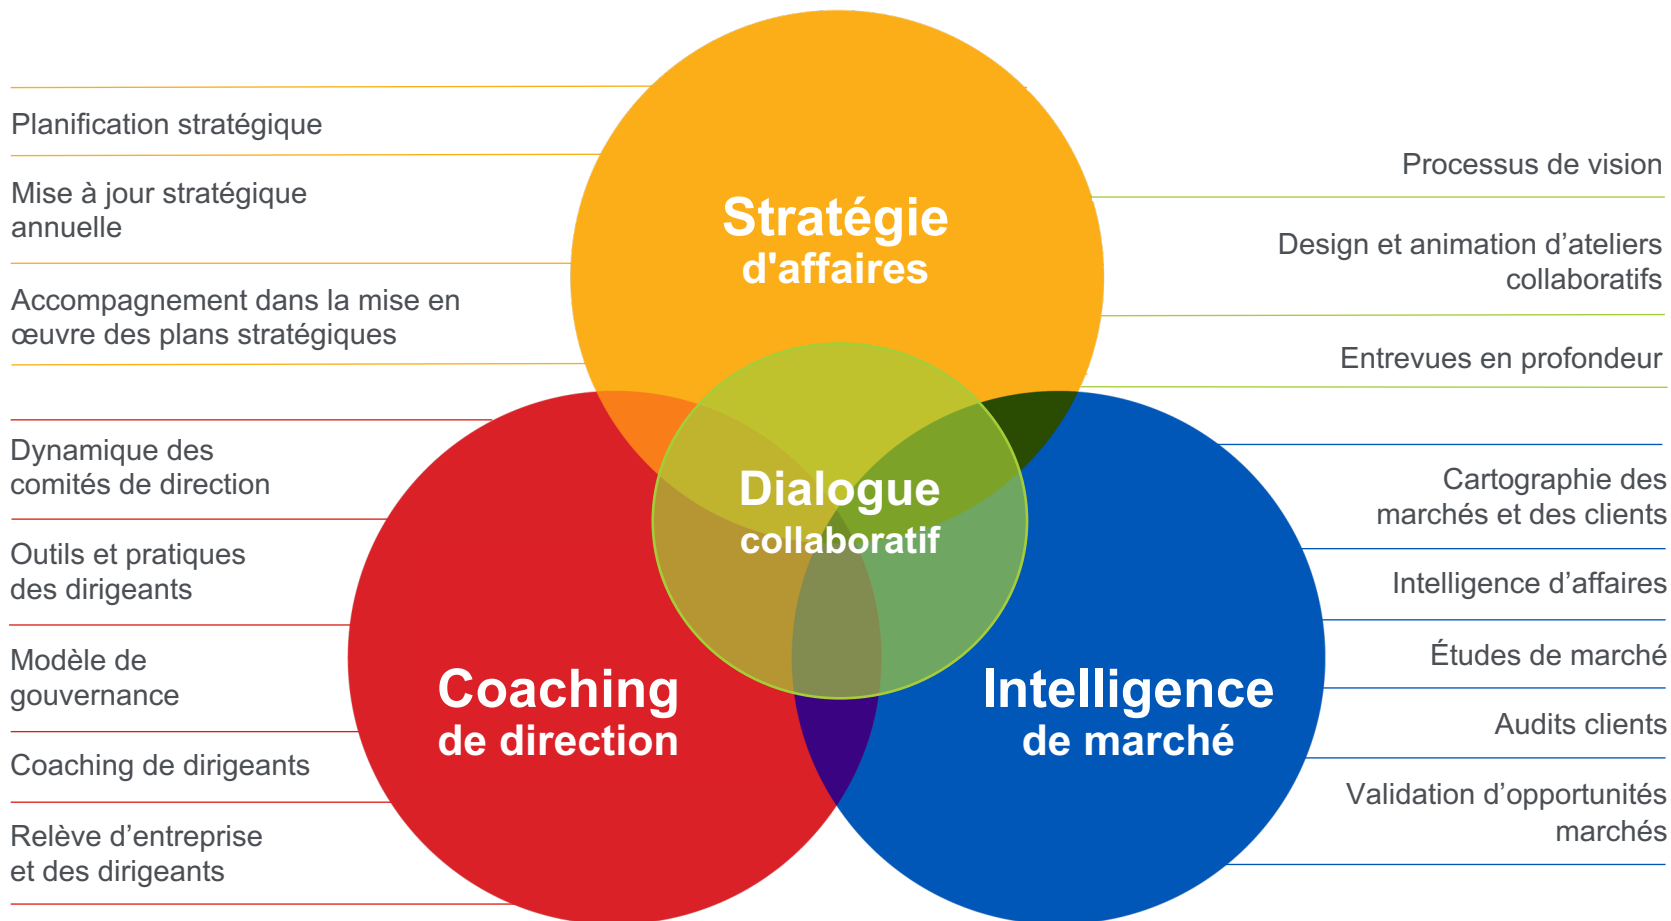 Planification stratégique
Mise à jour stratégique
annuelle
Accompagnement dans la mise en
œuvre des plans stratégiques
Dynamique des
comités de direction
Outils et pratiques
des dirigeants
Modèle de
gouvernance
Coaching de dirigeants
Relève d’entreprise
et des dirigeants
Stratégie
d'affaires
Dialogue
collaboratif
Coaching
de direction
Intelligence
de marché
Processus de vision
Design et animation d’ateliers
collaboratifs
Entrevues en profondeur
Cartographie des
marchés et des clients
Intelligence d’affaires
Études de marché
Audits clients
Validation d’opportunités
marchés